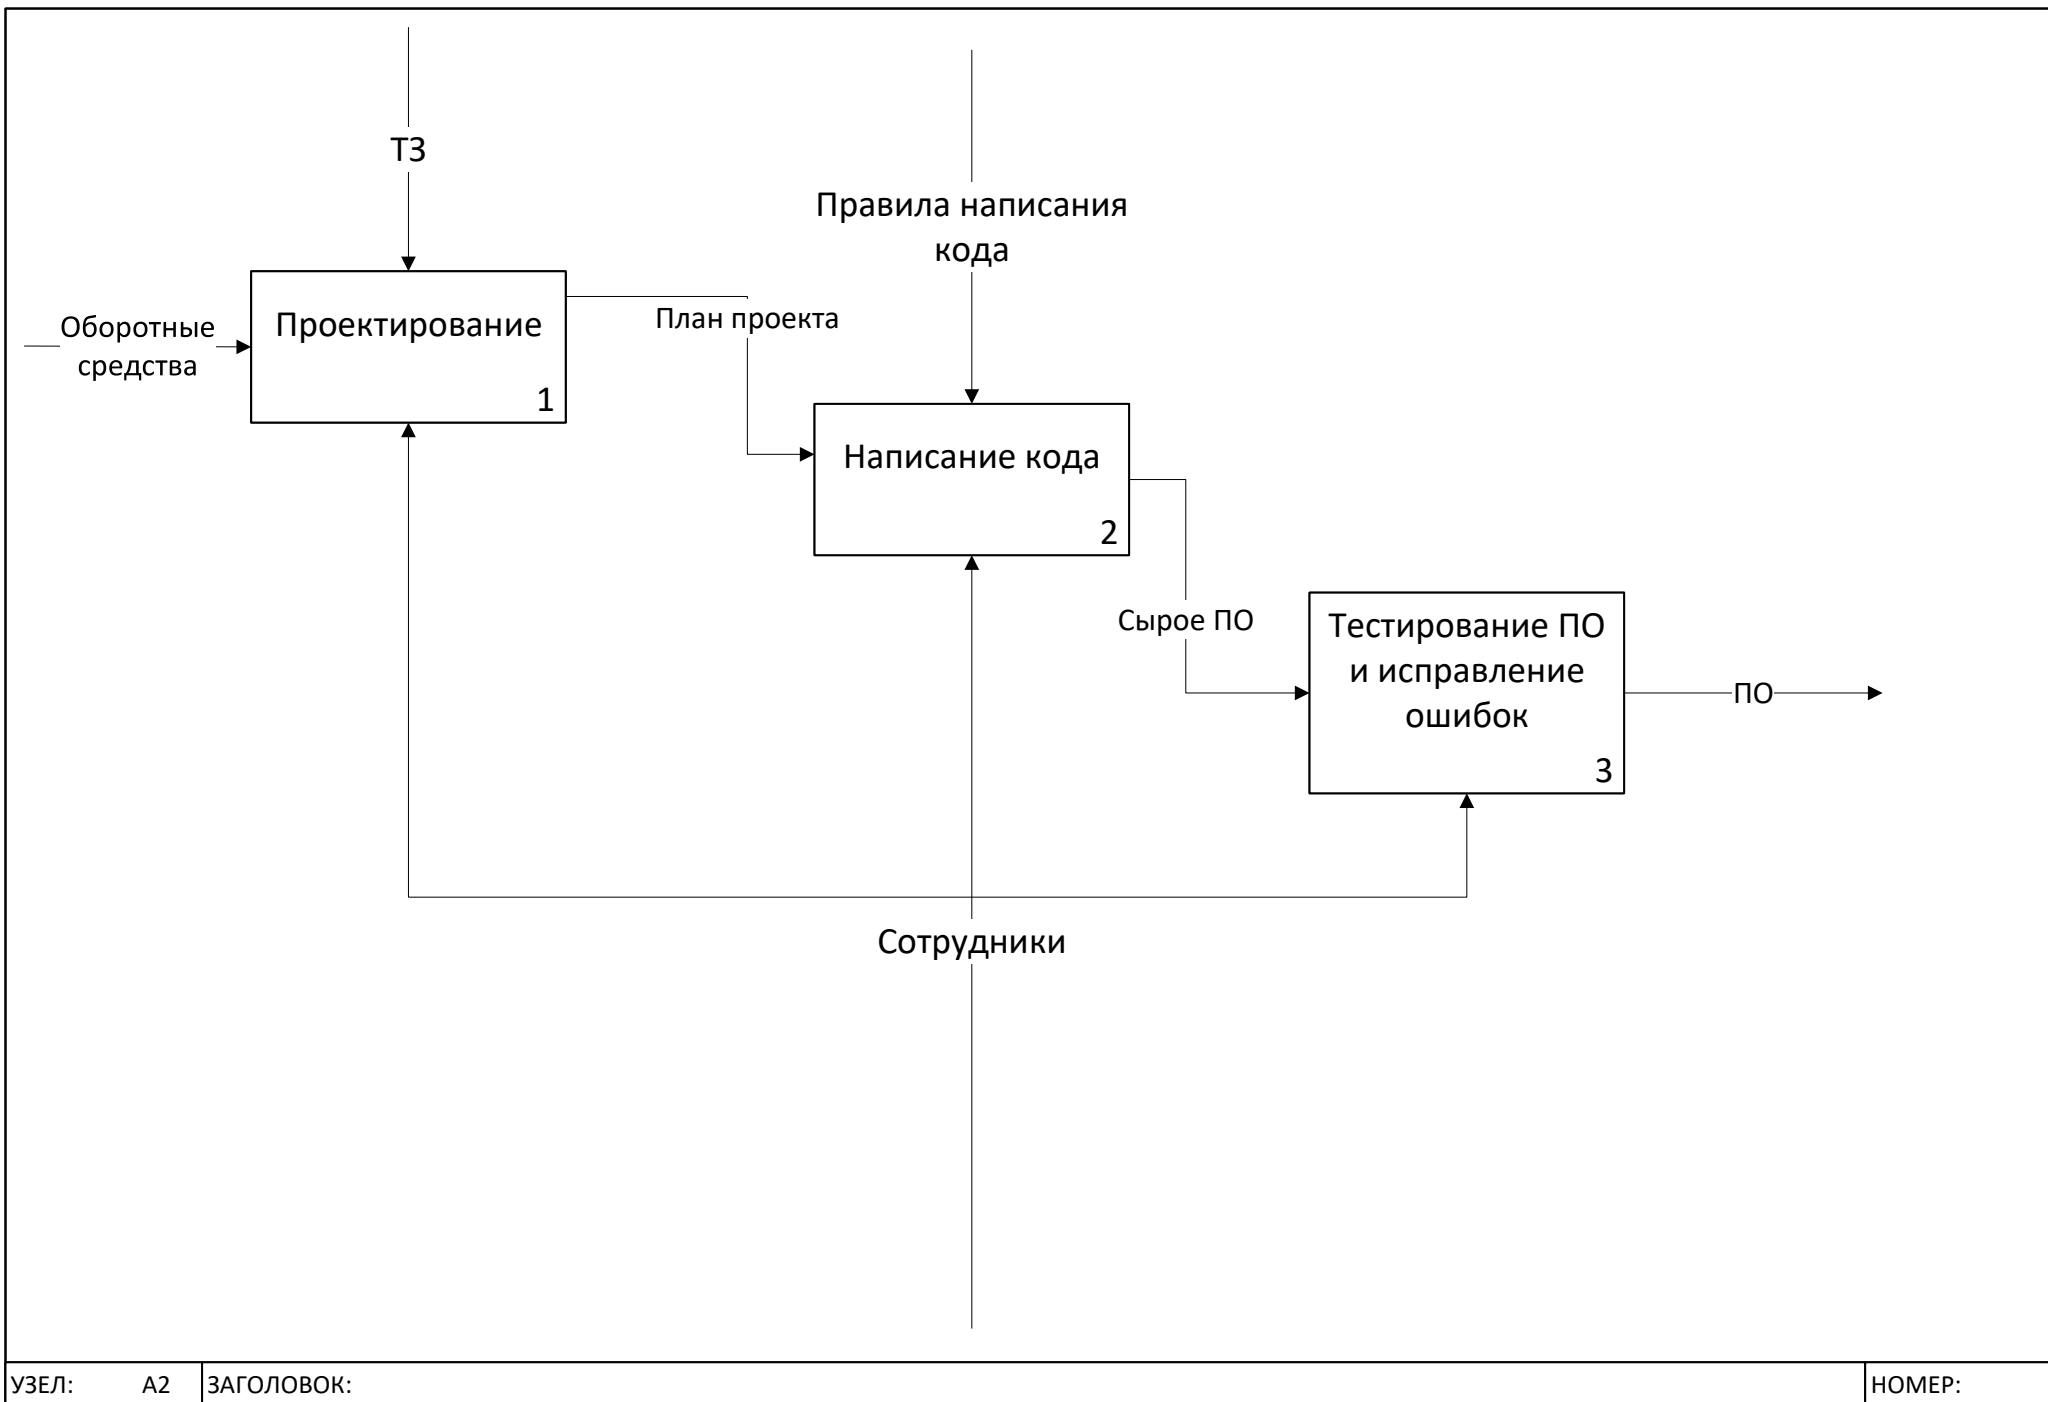 ТЗ
Правила написания
кода
Оборотные
средства
Проектирование
1
План проекта
Написание кода
2
Сырое ПО
Тестирование ПО
и исправление
ошибок
3
ПО
Сотрудники
УЗЕЛ: A2 ЗАГОЛОВОК: НОМЕР: